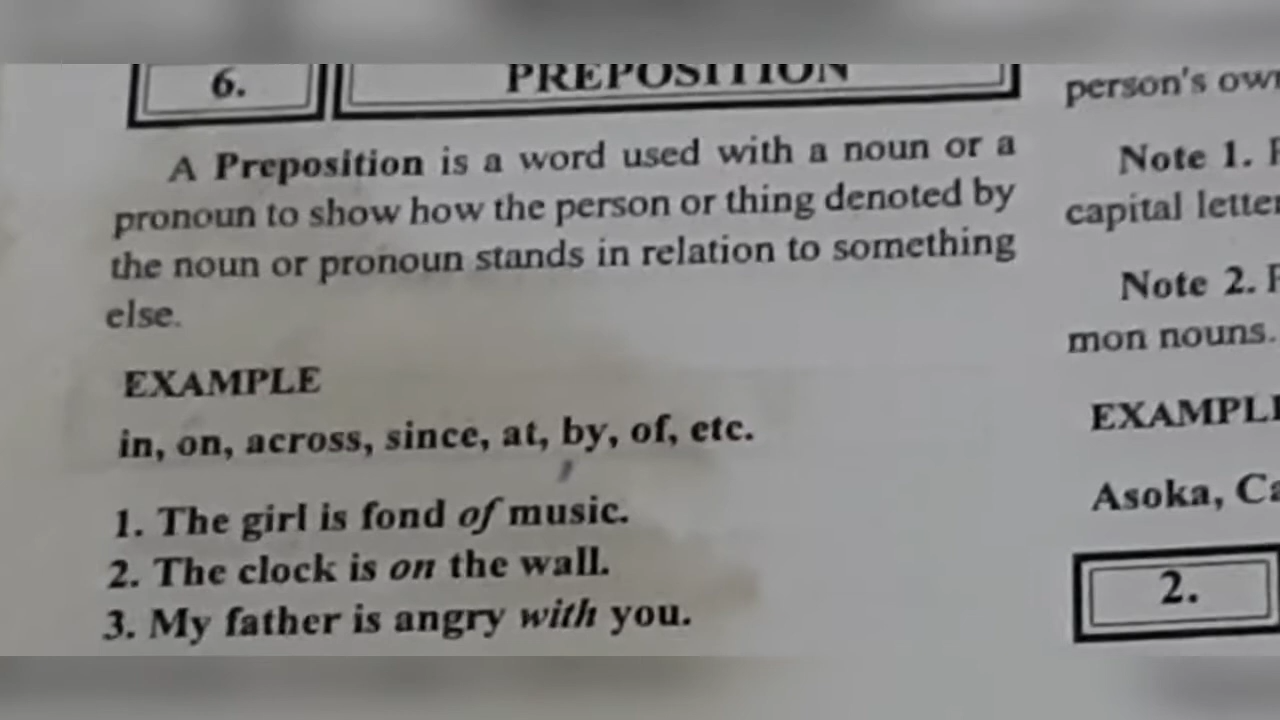 6.
PREPOSITION
A Preposition is a word used with a noun or a
pronoun to show how the person or thing denoted by
the noun or pronoun stands in relation to something
else.
EXAMPLE
in, on, across, since, at, by, of, etc.
1. The girl is fond of music.
2. The clock is on the wall.
3. My father is angry with you.
person's
Note 1.
capital
Note 2.
mon nouns.
Asoka,
2.